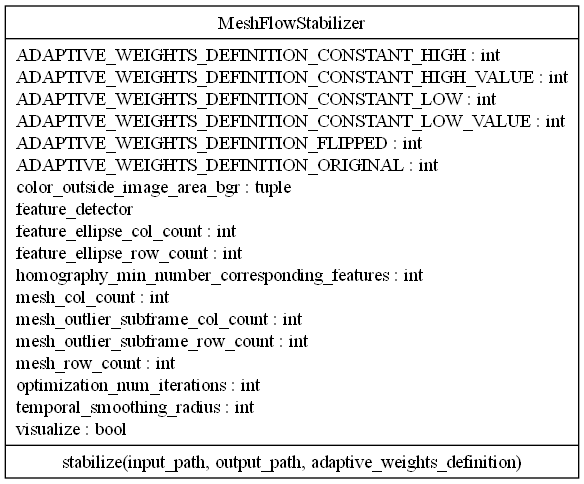 MeshFlowStabilizer
ADAPTIVE_WEIGHTS_DEFINITION_CONSTANT_HIGH : int
ADAPTIVE_WEIGHTS_DEFINITION_CONSTANT_HIGH_VALUE : int
ADAPTIVE_WEIGHTS_DEFINITION_CONSTANT_LOW : int
ADAPTIVE_WEIGHTS_DEFINITION_CONSTANT_LOW_VALUE : int
ADAPTIVE_WEIGHTS_DEFINITION_FLIPPED : int
ADAPTIVE_WEIGHTS_DEFINITION_ORIGINAL : int
color_outside_image_area_bgr : tuple
feature_detector
feature_ellipse_col_count : int
feature_ellipse_row_count : int
homography_min_number_corresponding_features : int
mesh_col_count : int
mesh_outlier_subframe_col_count : int
mesh_outlier_subframe_row_count : int
mesh_row_count : int
optimization_num_iterations : int
temporal_smoothing_radius : int
visualize : bool
stabilize(input_path, output_path, adaptive_weights_definition)